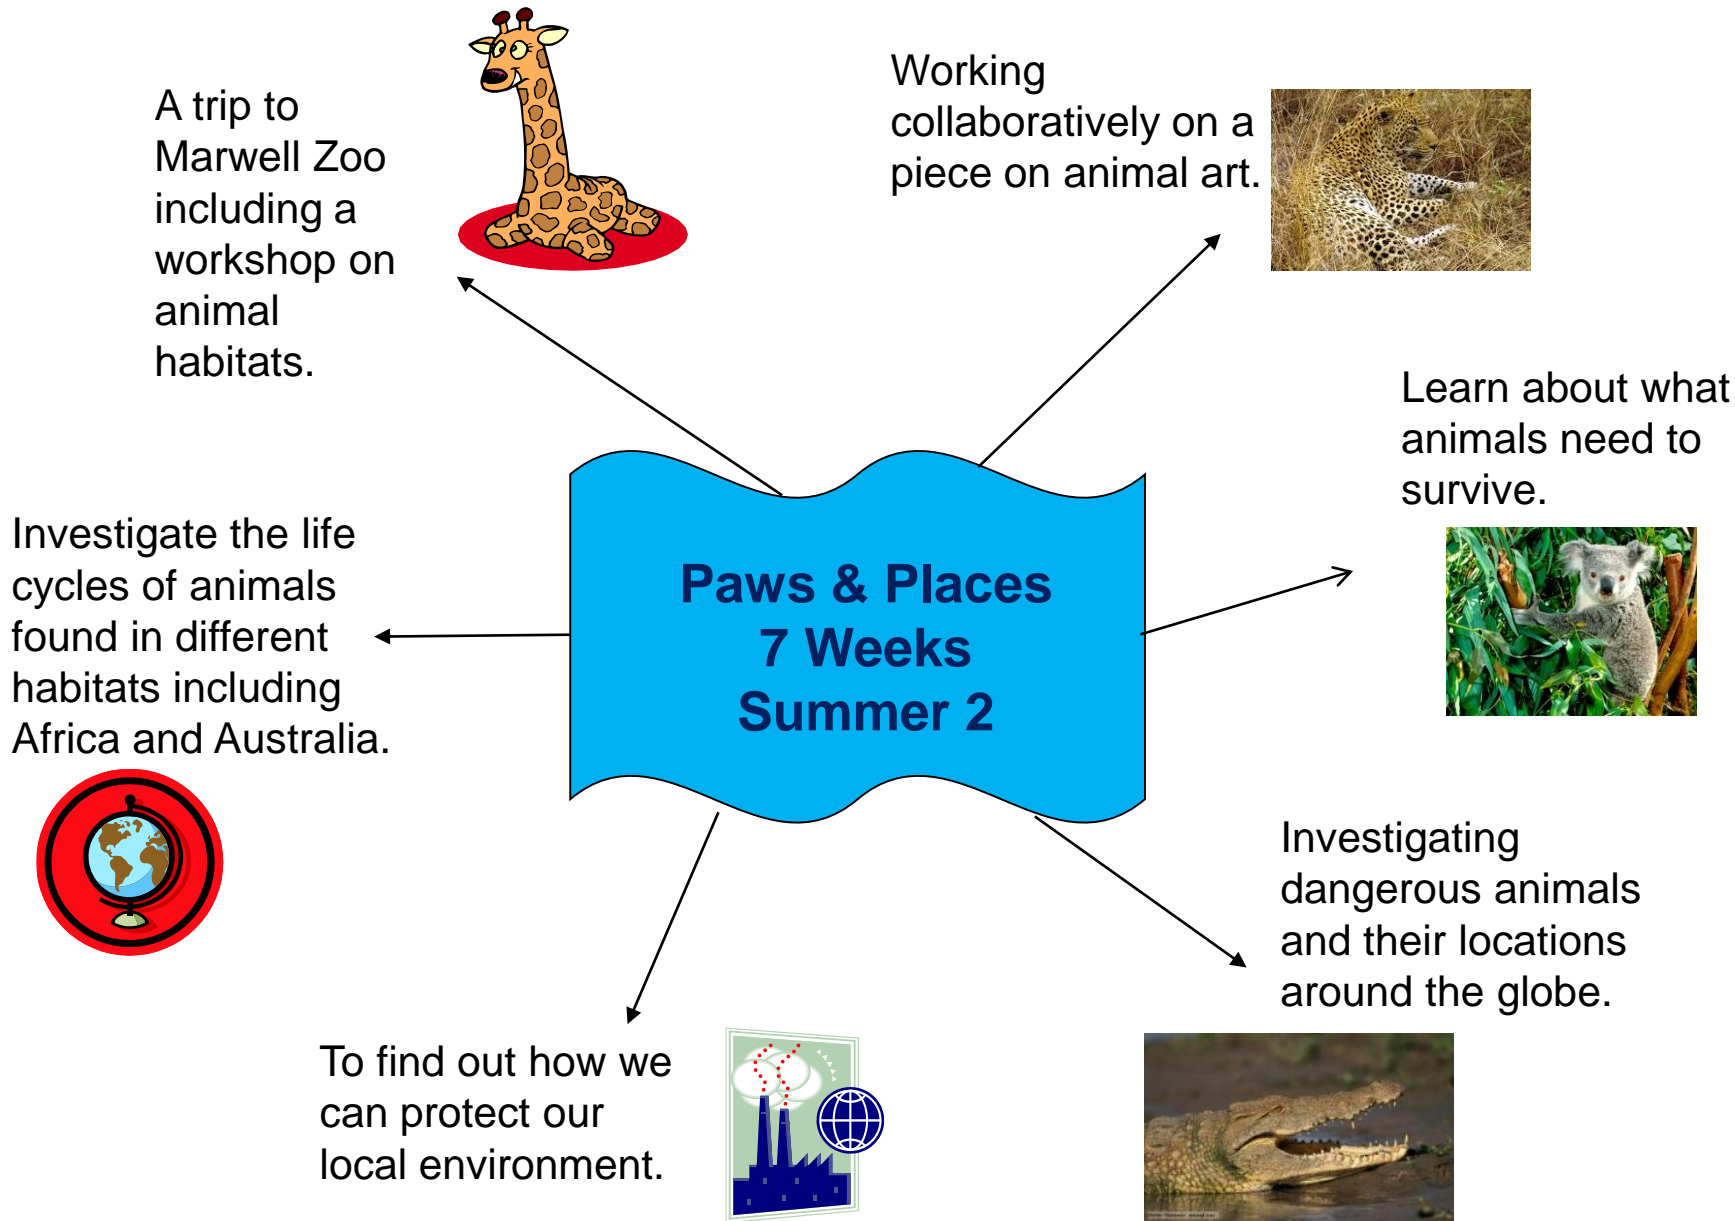 A trip to
Marwell Zoo
including a
workshop on
animal
habitats.
Working
collaboratively on a
piece on animal art.
Learn about what
animals need to
survive.
Investigate the life
cycles of animals
found in different
habitats including
Africa and Australia.
Paws & Places
7 Weeks
Summer 2
Investigating
dangerous animals
and their locations
around the globe.
To find out how we
can protect our
local environment.